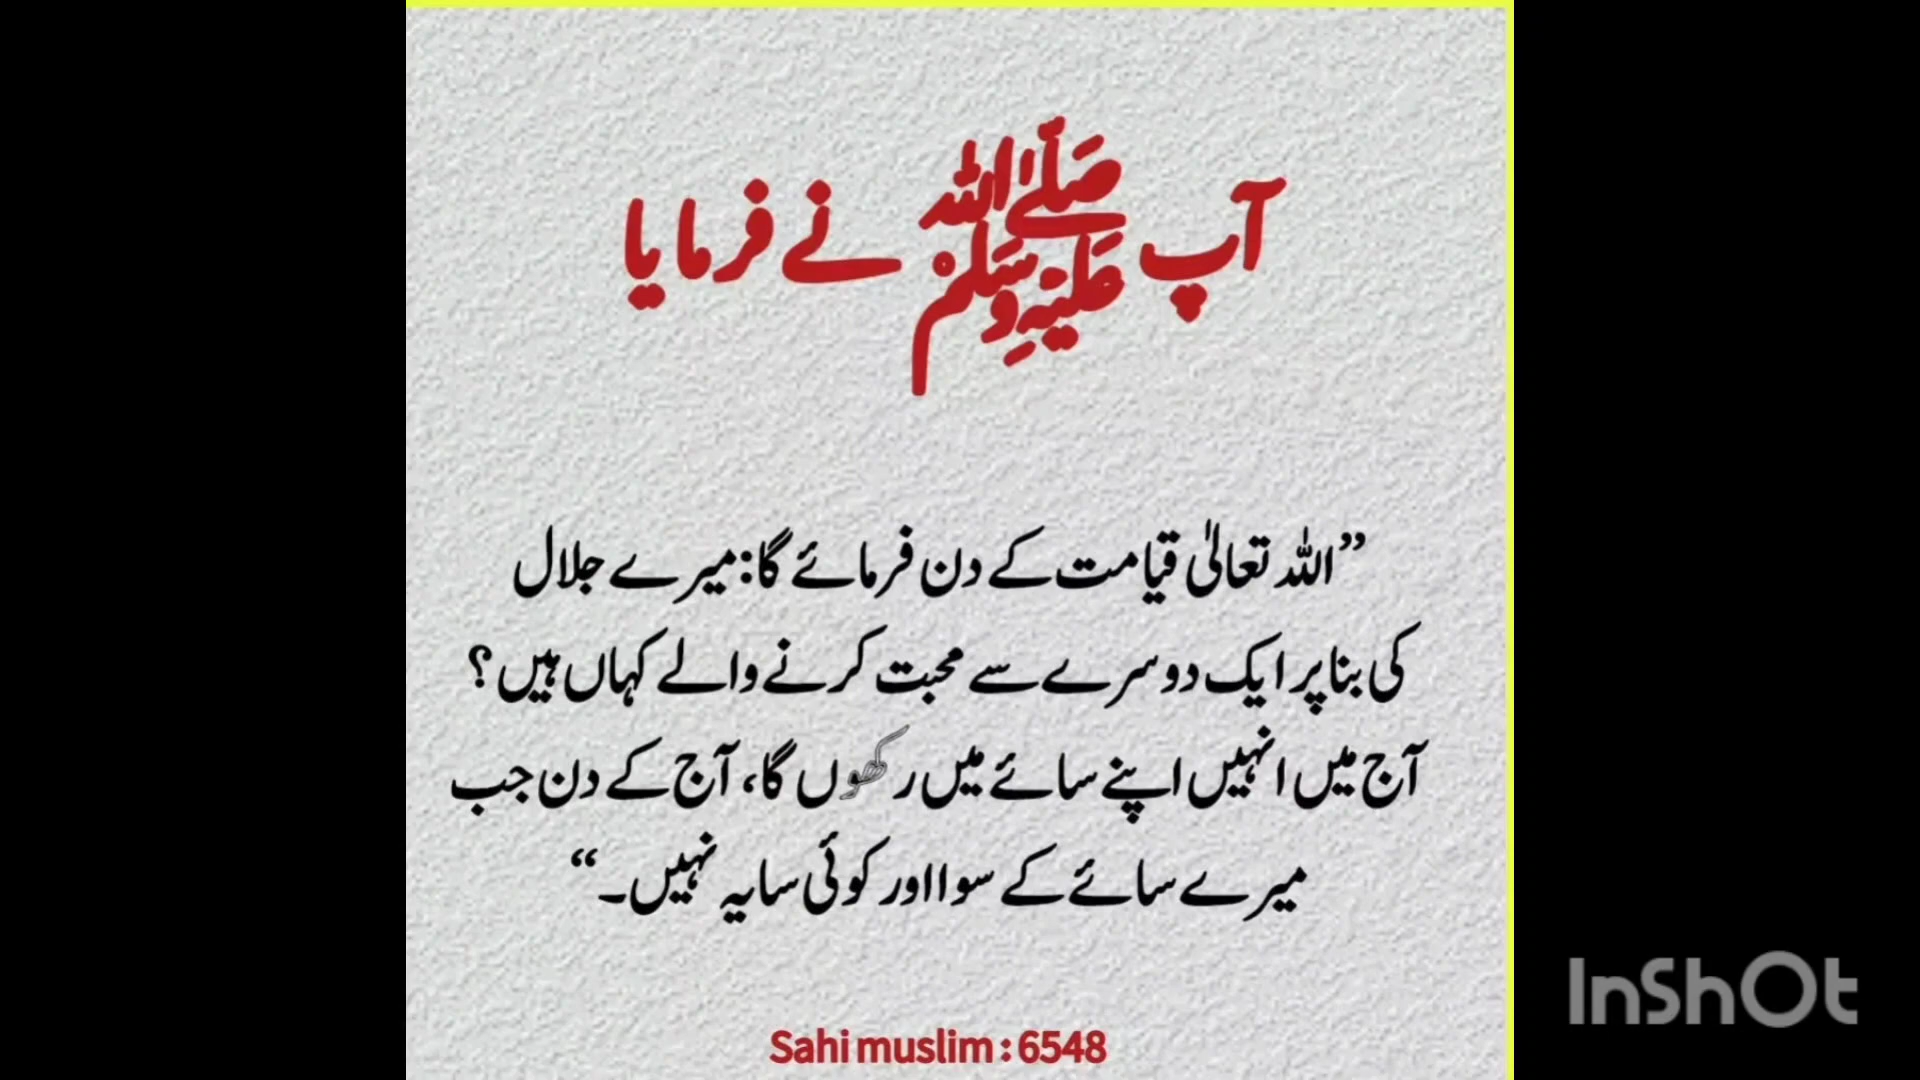 آپ ﷺ نے فرمایا
”اللہ تعالیٰ قیامت کے دن فرمائے گا: میرے جلال
کی بنا پر ایک دوسرے سے محبت کرنے والے کہاں ہیں؟
آج میں انہیں اپنے سائے میں رکھوں گا، آج کے دن جب
میرے سائے کے سوا اور کوئی سایہ نہیں۔“
Sahi muslim : 6548
InShOt